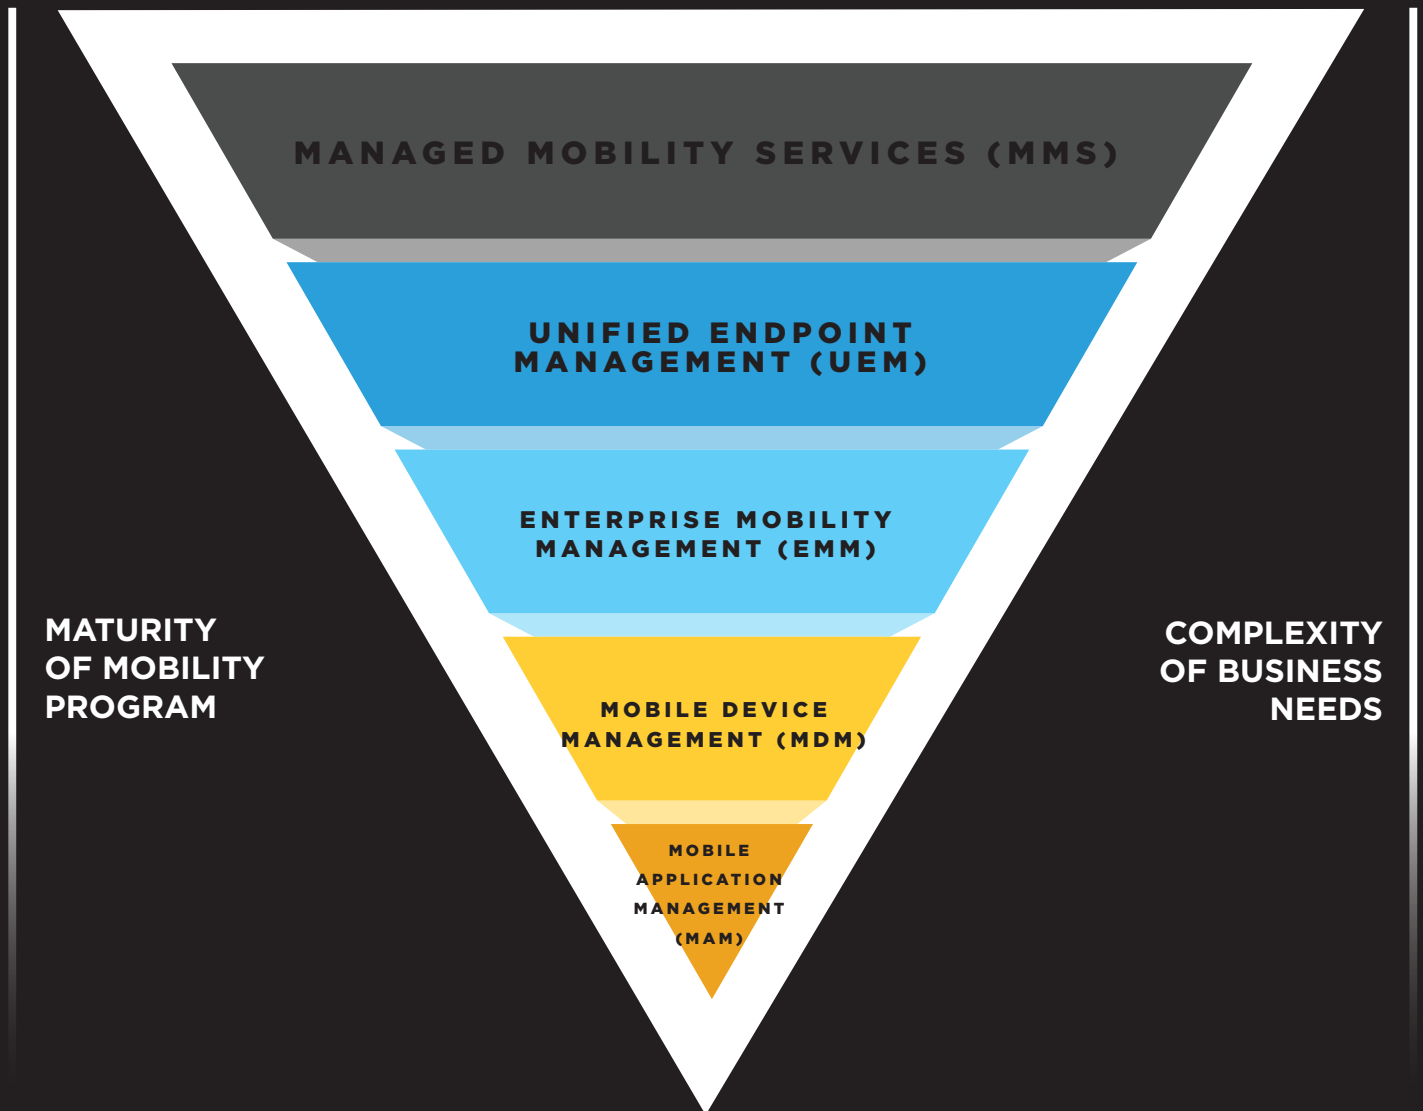 MANAGED MOBILITY SERVICES (MMS)
UNIFIED ENDPOINT
MANAGEMENT (UEM)
ENTERPRISE MOBILITY
MANAGEMENT (EMM)
MATURITY
OF MOBILITY
PROGRAM
COMPLEXITY
OF BUSINESS
NEEDS
MOBILE DEVICE
MANAGEMENT (MDM)
MOBILE
APPLICATION
MANAGEMENT
(MAM)